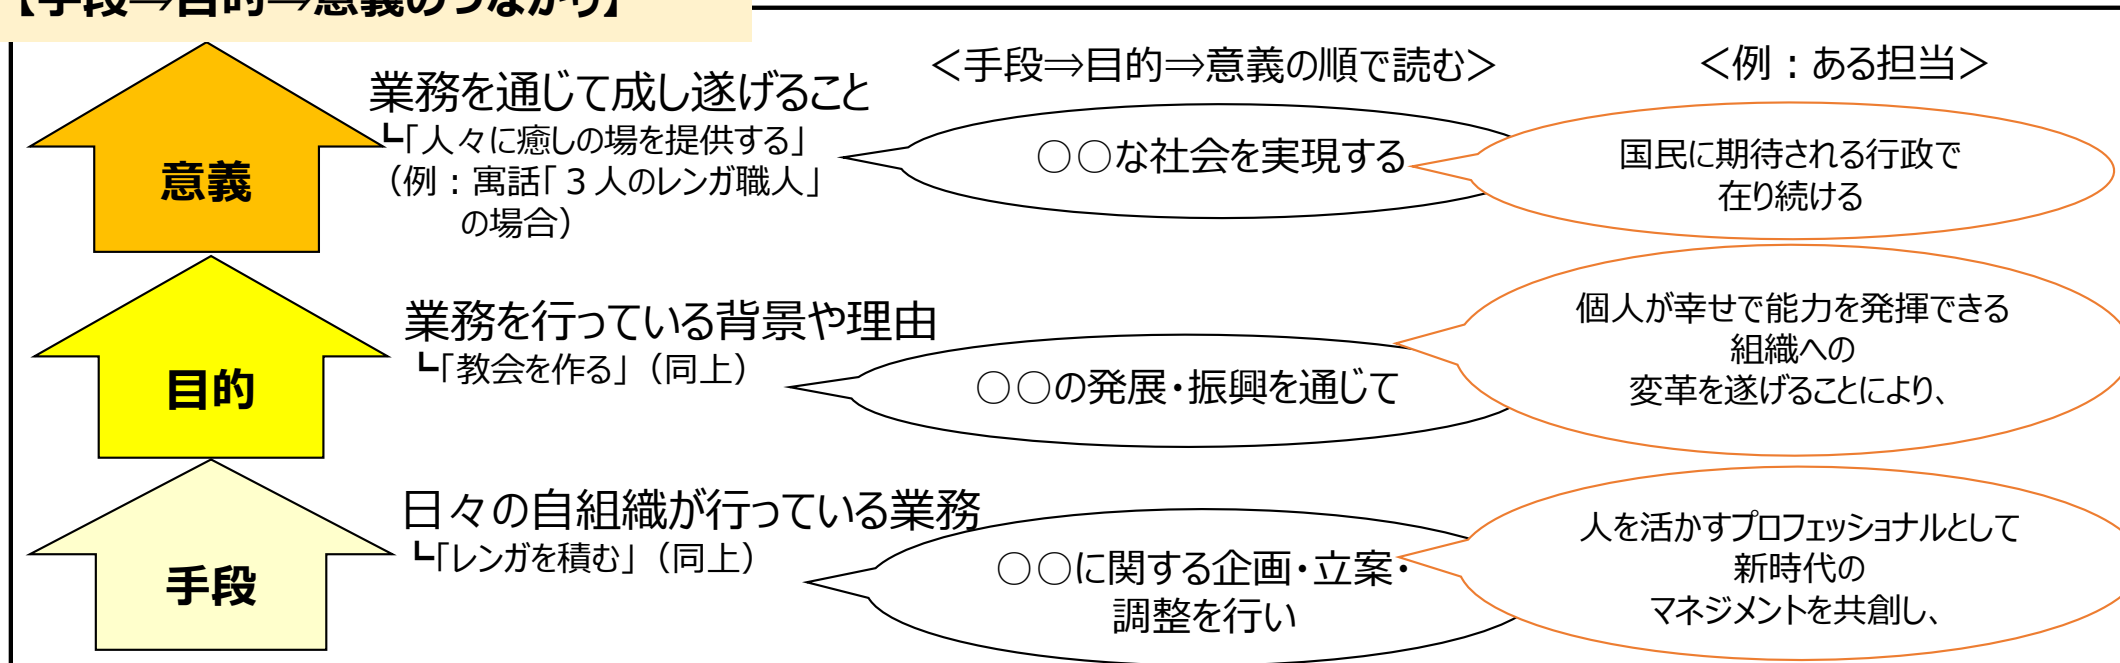 【手段⇒目的⇒意義のつながり】
<手段⇒目的⇒意義の順で読む>
<例：ある担当>
意義
業務を通じて成し遂げること
┗「人々に癒しの場を提供する」
（例：寓話「３人のレンガ職人」
の場合）
○○な社会を実現する
国民に期待される行政で
在り続ける
目的
業務を行っている背景や理由
┗「教会を作る」（同上）
○○の発展・振興を通じて
個人が幸せで能力を発揮できる
組織への
変革を遂げることにより、
手段
日々の自組織が行っている業務
┗「レンガを積む」（同上）
○○に関する企画・立案・
調整を行い
人を活かすプロフェッショナルとして
新時代の
マネジメントを共創し、